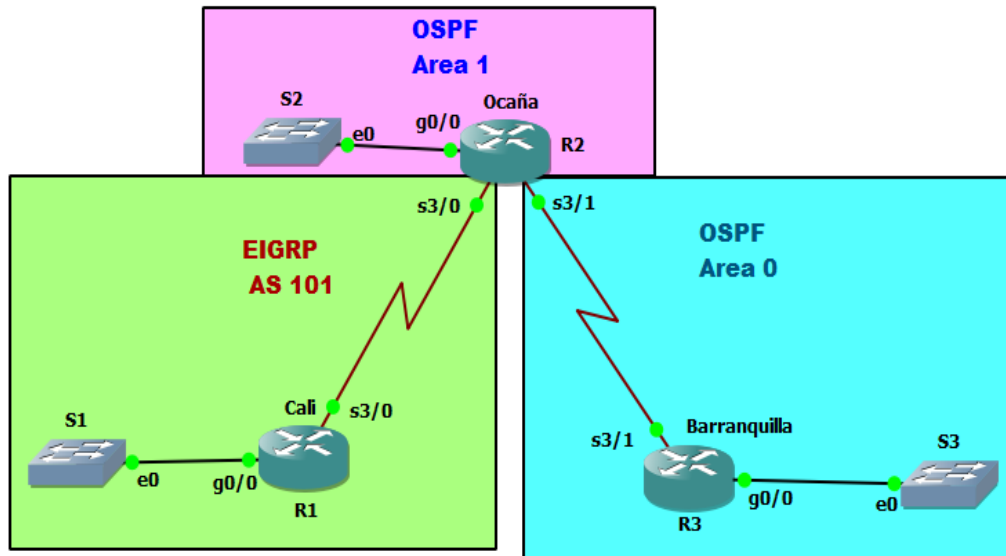 OSPF
Area 1
S2
e0
g0/0
Ocaña
R2
s3/0
s3/1
EIGRP
AS 101
OSPF
Area 0
S1
e0
g0/0
Cali
s3/0
R1
s3/1
Barranquilla
R3
g0/0
e0
S3